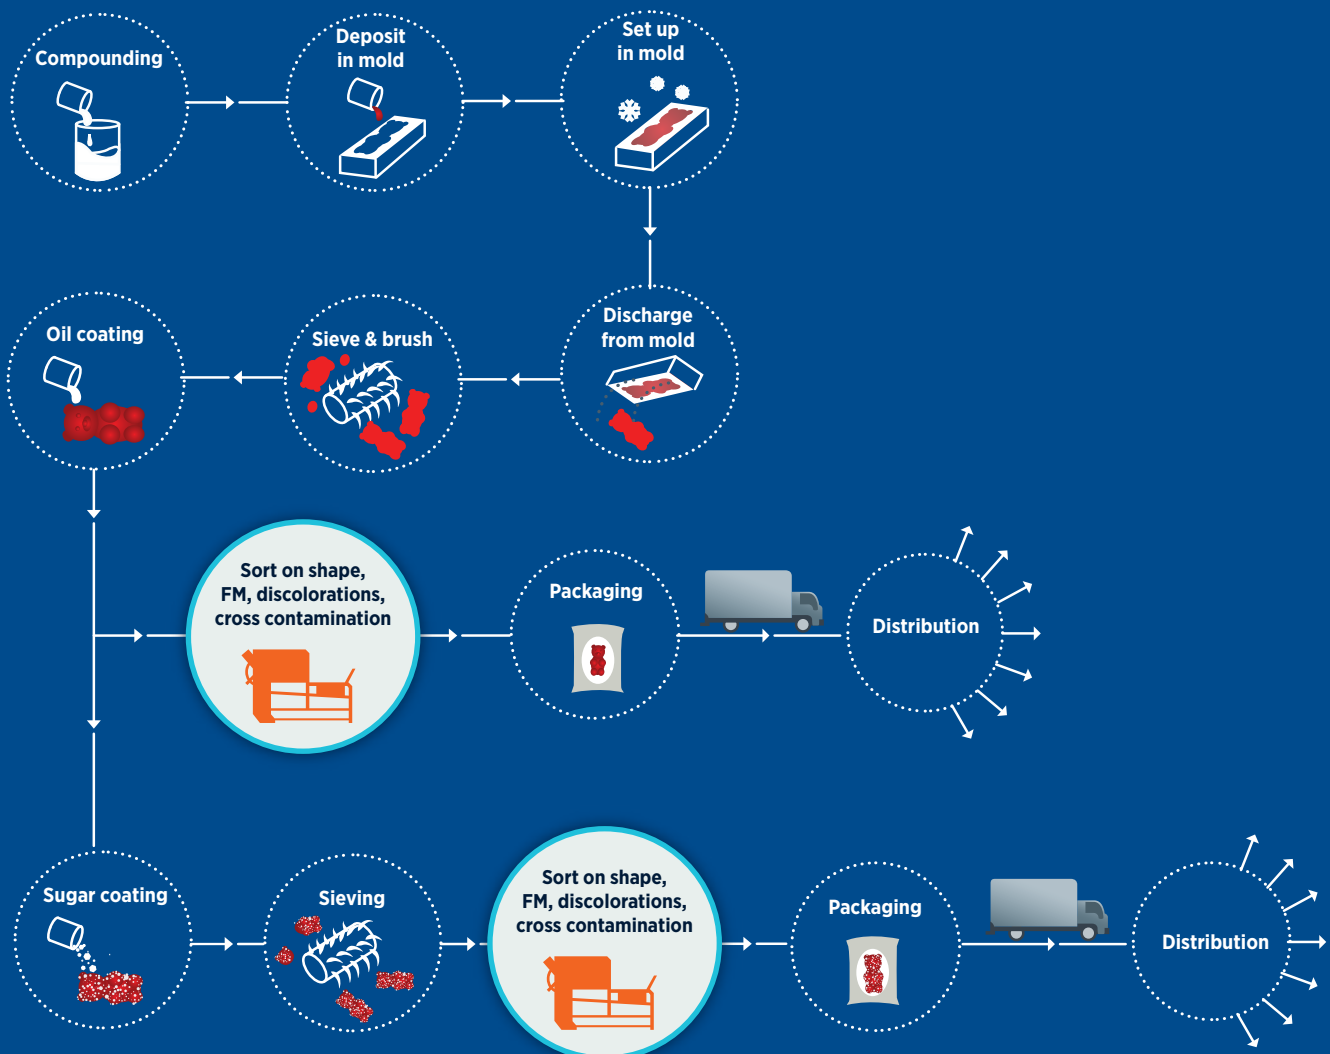 Compounding
Deposit
in mold
Set up
in mold
Oil coating
Sieve & brush
Discharge
from mold
Sort on shape,
FM, discolorations,
cross contamination
Packaging
Distribution
Sugar coating
Sieving
Sort on shape,
FM, discolorations,
cross contamination
Packaging
Distribution